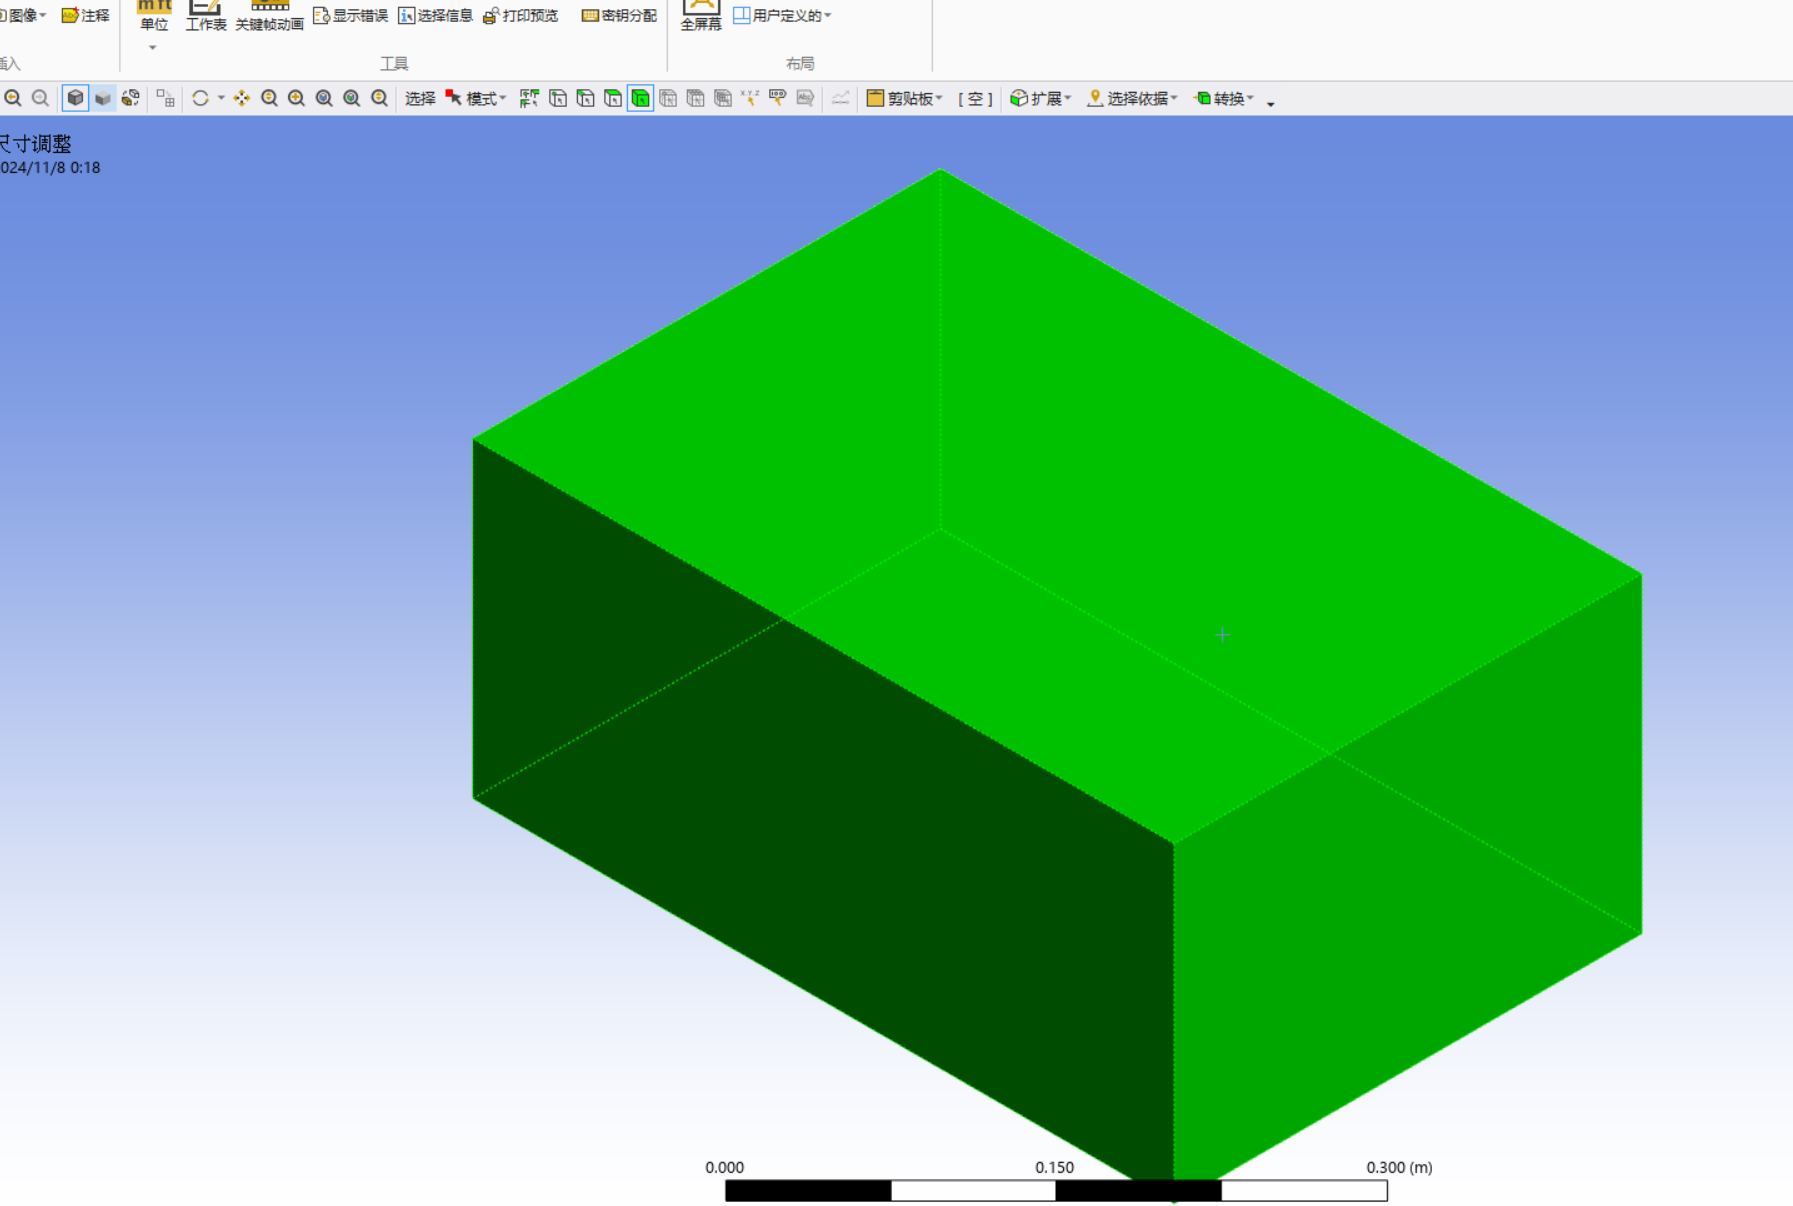 图像 注释 单位 工作表 关键帧动画 显示错误 选择信息 打印预览 密钥分配 全屏幕 用户定义的
插入 工具 布局
选择 模式 剪贴板 [ 空 ] 扩展 选择依据 转换
尺寸调整
024/11/8 0:18
0.000 0.150 0.300 (m)